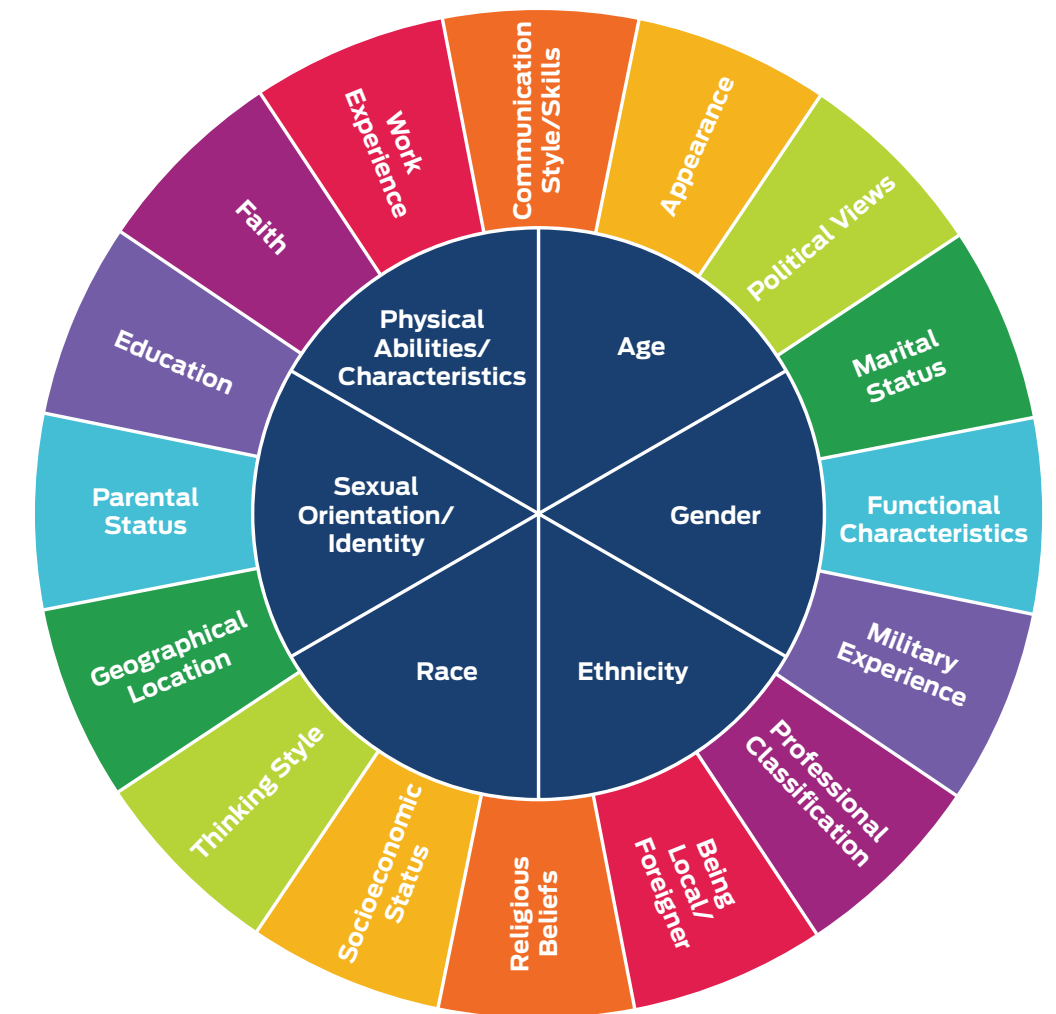 Communication
Style/Skills
Appearance
Political Views
Marital
Status
Functional
Characteristics
Military
Experience
Professional
Classification
Being
Local/
Foreigner
Religious
Beliefs
Socioeconomic
Status
Thinking Style
Geographical
Location
Parental
Status
Education
Faith
Work
Experience
Physical
Abilities/
Characteristics
Age
Gender
Ethnicity
Race
Sexual
Orientation/
Identity